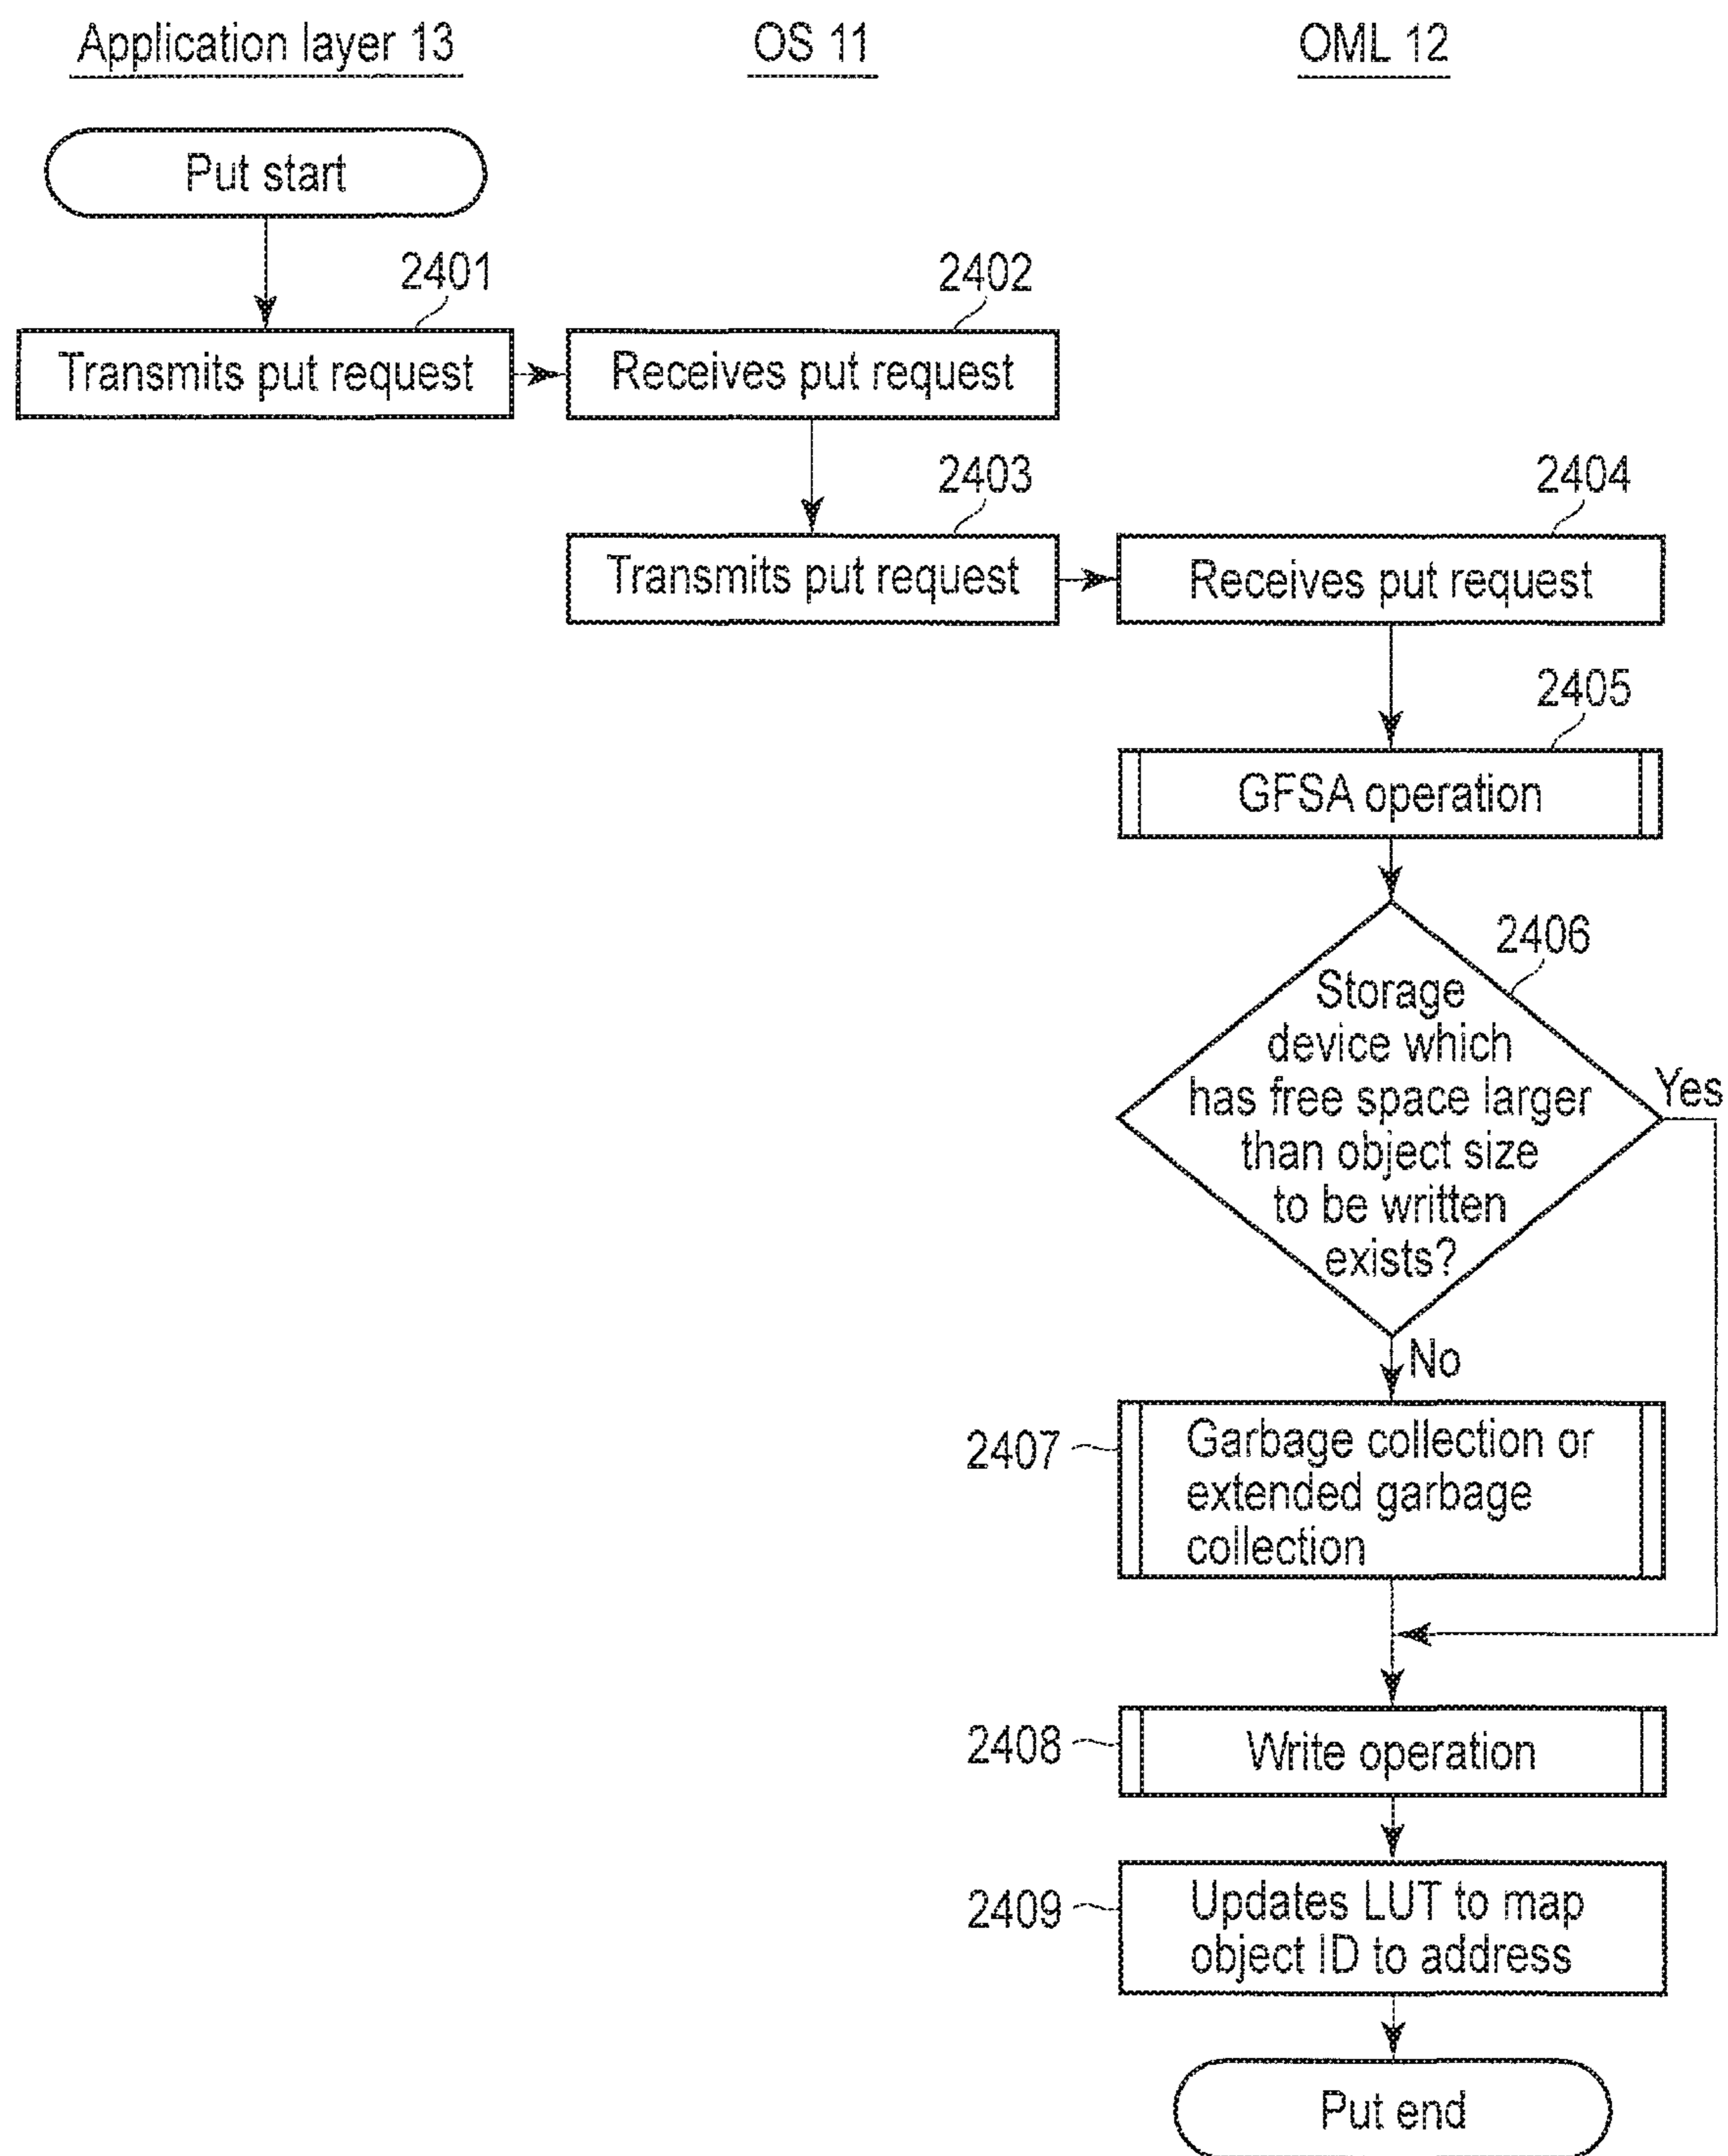 Application layer 13
OS 11
OML 12
Put start
2401
2402
Transmits put request
Receives put request
2403
2404
Transmits put request
Receives put request
2405
GFSA operation
2406
Storage
device which
has free space larger
than object size
to be written
exists?
Yes
No
2407
Garbage collection or
extended garbage
collection
2408
Write operation
2409
Updates LUT to map
object ID to address
Put end